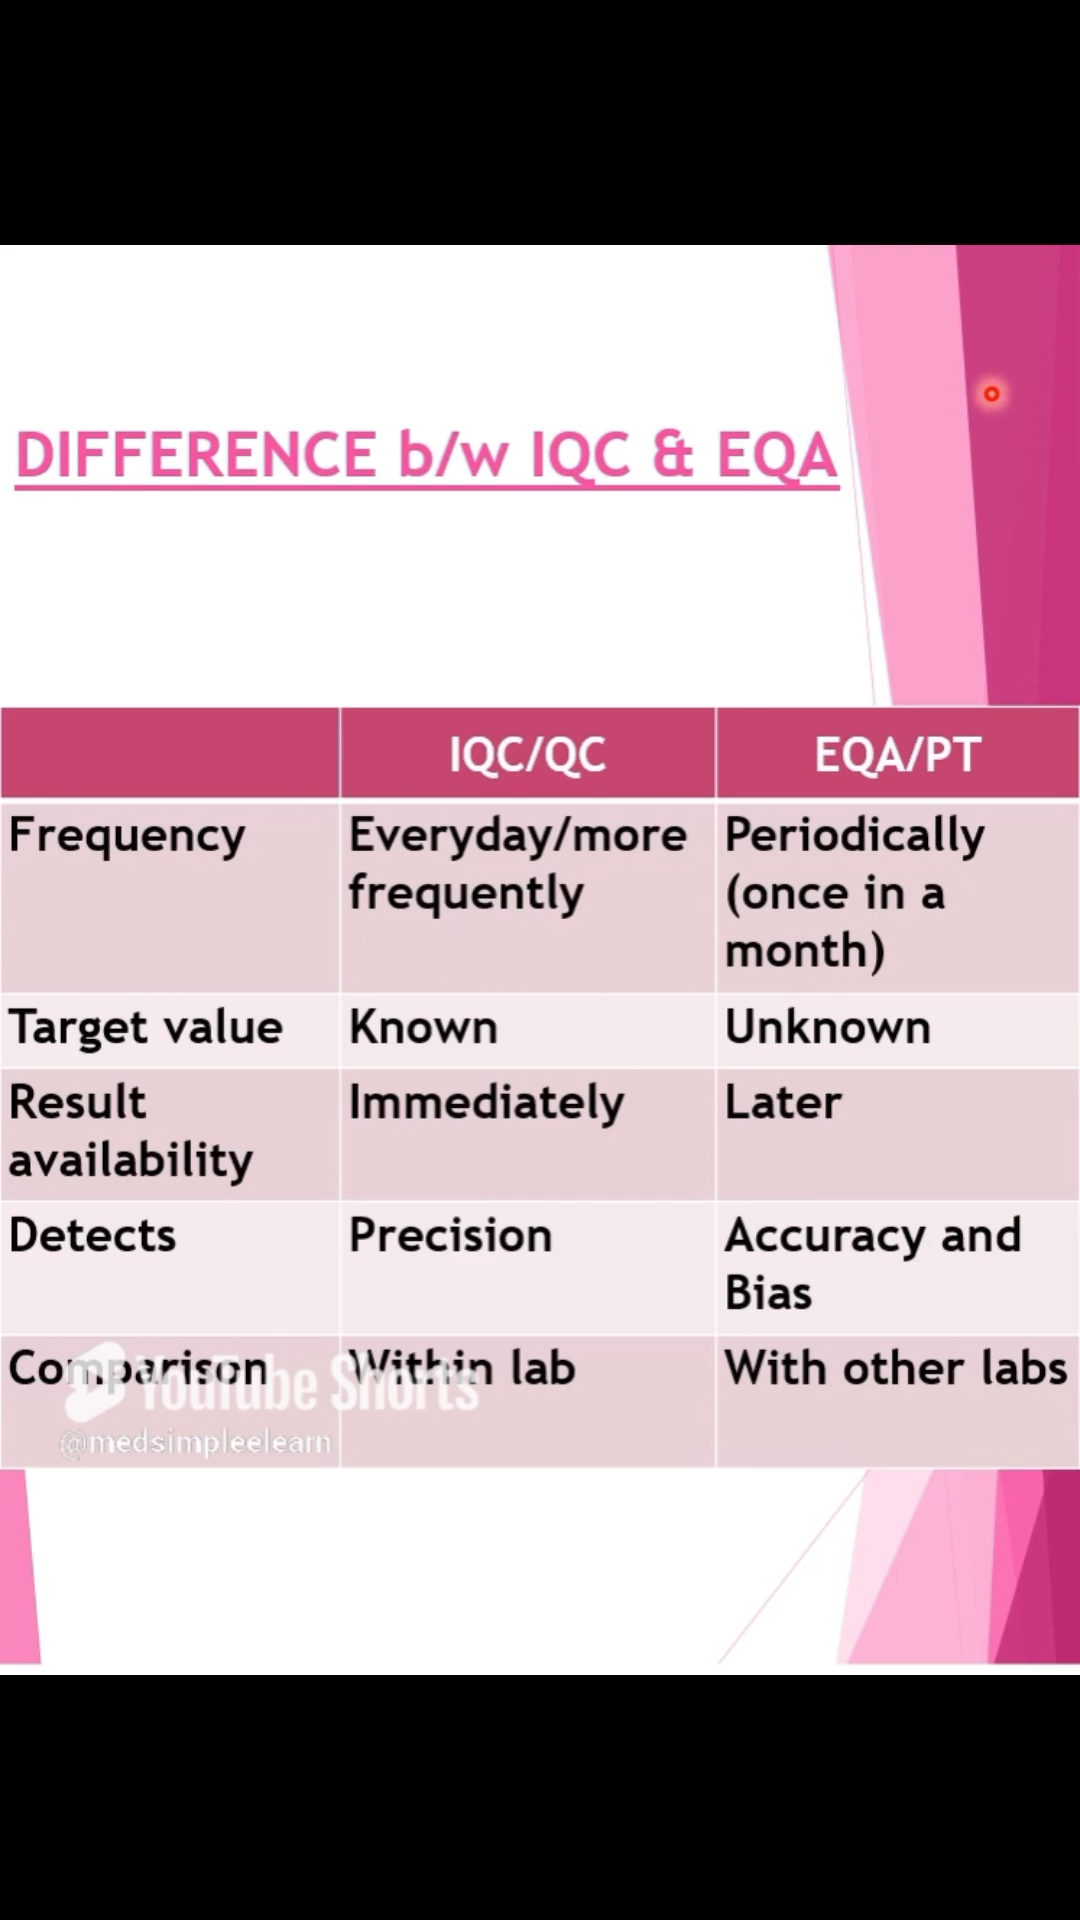 DIFFERENCE b/w IQC & EQA
IQC/QC
EQA/PT
Frequency
Everyday/more
frequently
Periodically
(once in a
month)
Target value
Known
Unknown
Result
availability
Immediately
Later
Detects
Precision
Accuracy and
Bias
Comparison
Within lab
With other labs
YouTube Shorts
@medsimpleelearn